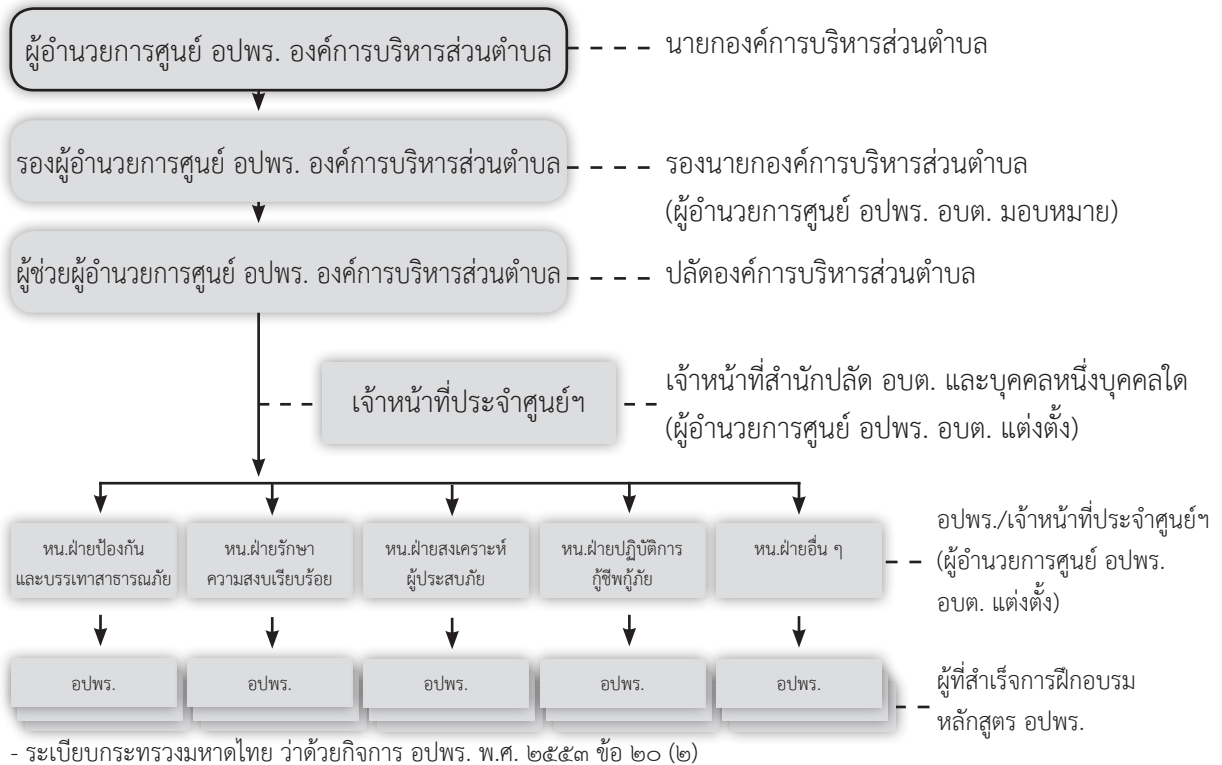 ผู้อำนวยการศูนย์ อปพร. องค์การบริหารส่วนตำบล
นายกองค์การบริหารส่วนตำบล
รองผู้อำนวยการศูนย์ อปพร. องค์การบริหารส่วนตำบล
รองนายกองค์การบริหารส่วนตำบล
(ผู้อำนวยการศูนย์ อปพร. อบต. มอบหมาย)
ผู้ช่วยผู้อำนวยการศูนย์ อปพร. องค์การบริหารส่วนตำบล
ปลัดองค์การบริหารส่วนตำบล
เจ้าหน้าที่ประจำศูนย์ฯ
เจ้าหน้าที่สำนักปลัด อบต. และบุคคลหนึ่งบุคคลใด
(ผู้อำนวยการศูนย์ อปพร. อบต. แต่งตั้ง)
หน.ฝ่ายป้องกัน
และบรรเทาสาธารณภัย
หน.ฝ่ายรักษา
ความสงบเรียบร้อย
หน.ฝ่ายสงเคราะห์
ผู้ประสบภัย
หน.ฝ่ายปฏิบัติการ
กู้ชีพกู้ภัย
หน.ฝ่ายอื่น ๆ
อปพร./เจ้าหน้าที่ประจำศูนย์ฯ
(ผู้อำนวยการศูนย์ อปพร.
อบต. แต่งตั้ง)
อปพร.
อปพร.
อปพร.
อปพร.
อปพร.
ผู้ที่สำเร็จการฝึกอบรม
หลักสูตร อปพร.
- ระเบียบกระทรวงมหาดไทย ว่าด้วยกิจการ อปพร. พ.ศ. ๒๕๕๓ ข้อ ๒๐ (๒)